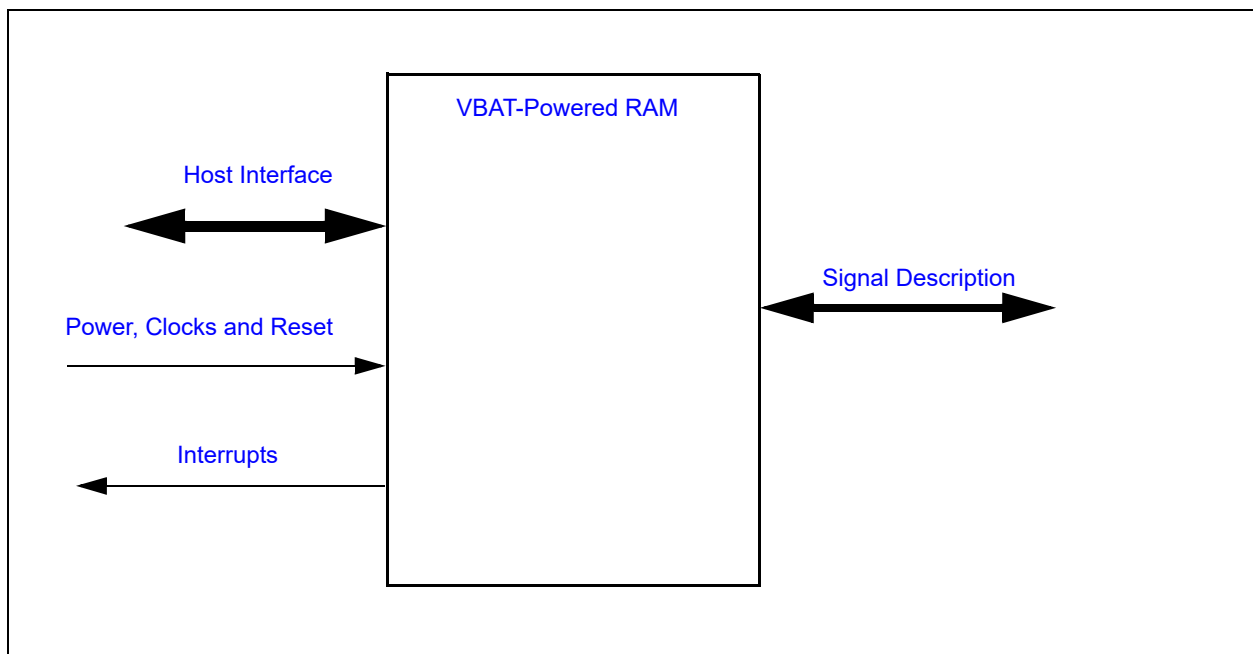 VBAT-Powered RAM
Host Interface
Signal Description
Power, Clocks and Reset
Interrupts